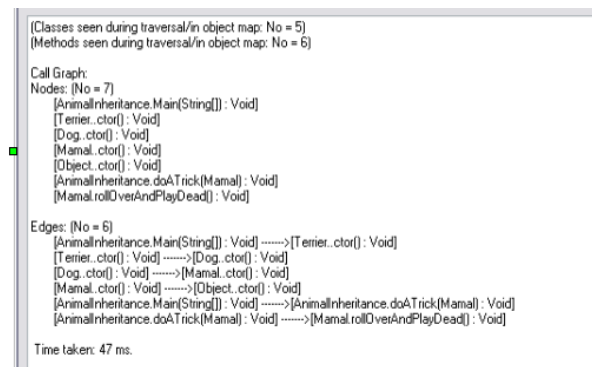 (Classes seen during traversal/in object map: No = 5)
(Methods seen during traversal/in object map: No = 6)
Call Graph:
Nodes: (No = 7)
[AnimalInheritance.Main(String[]) : Void]
[Terrier..ctor() : Void]
[Dog..ctor() : Void]
[Mamal..ctor() : Void]
[Object..ctor() : Void]
[AnimalInheritance.doATrick(Mamal) : Void]
[Mamal.rollOverAndPlayDead() : Void]
Edges: (No = 6)
[AnimalInheritance.Main(String[]) : Void] ------->[Terrier..ctor() : Void]
[Terrier..ctor() : Void] ------->[Dog..ctor() : Void]
[Dog..ctor() : Void] ------->[Mamal..ctor() : Void]
[Mamal..ctor() : Void] ------->[Object..ctor() : Void]
[AnimalInheritance.Main(String[]) : Void] ------->[AnimalInheritance.doATrick(Mamal) : Void]
[AnimalInheritance.doATrick(Mamal) : Void] ------->[Mamal.rollOverAndPlayDead() : Void]
Time taken: 47 ms.